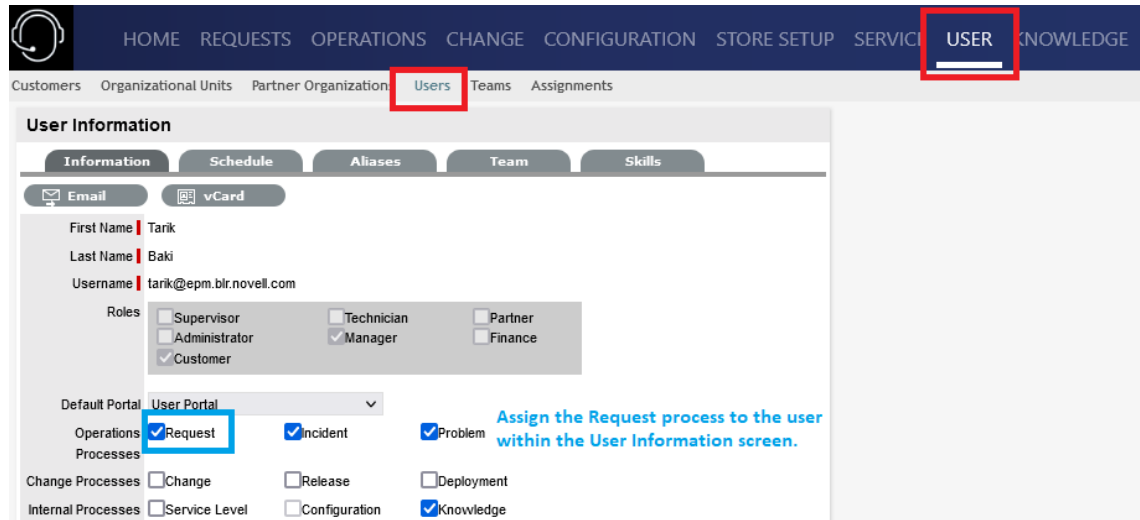 HOME REQUESTS OPERATIONS CHANGE CONFIGURATION STORE SETUP SERVICE USER KNOWLEDGE
Customers Organizational Units Partner Organizations Users Teams Assignments
User Information
Information Schedule Aliases Team Skills
Email vCard
First Name Tarik
Last Name Baki
Username tarik@epm.blr.novell.com
Roles Supervisor Technician Partner
Administrator Manager Finance
Customer
Default Portal User Portal
Operations Processes Request Incident Problem
Assign the Request process to the user
within the User Information screen.
Change Processes Change Release Deployment
Internal Processes Service Level Configuration Knowledge